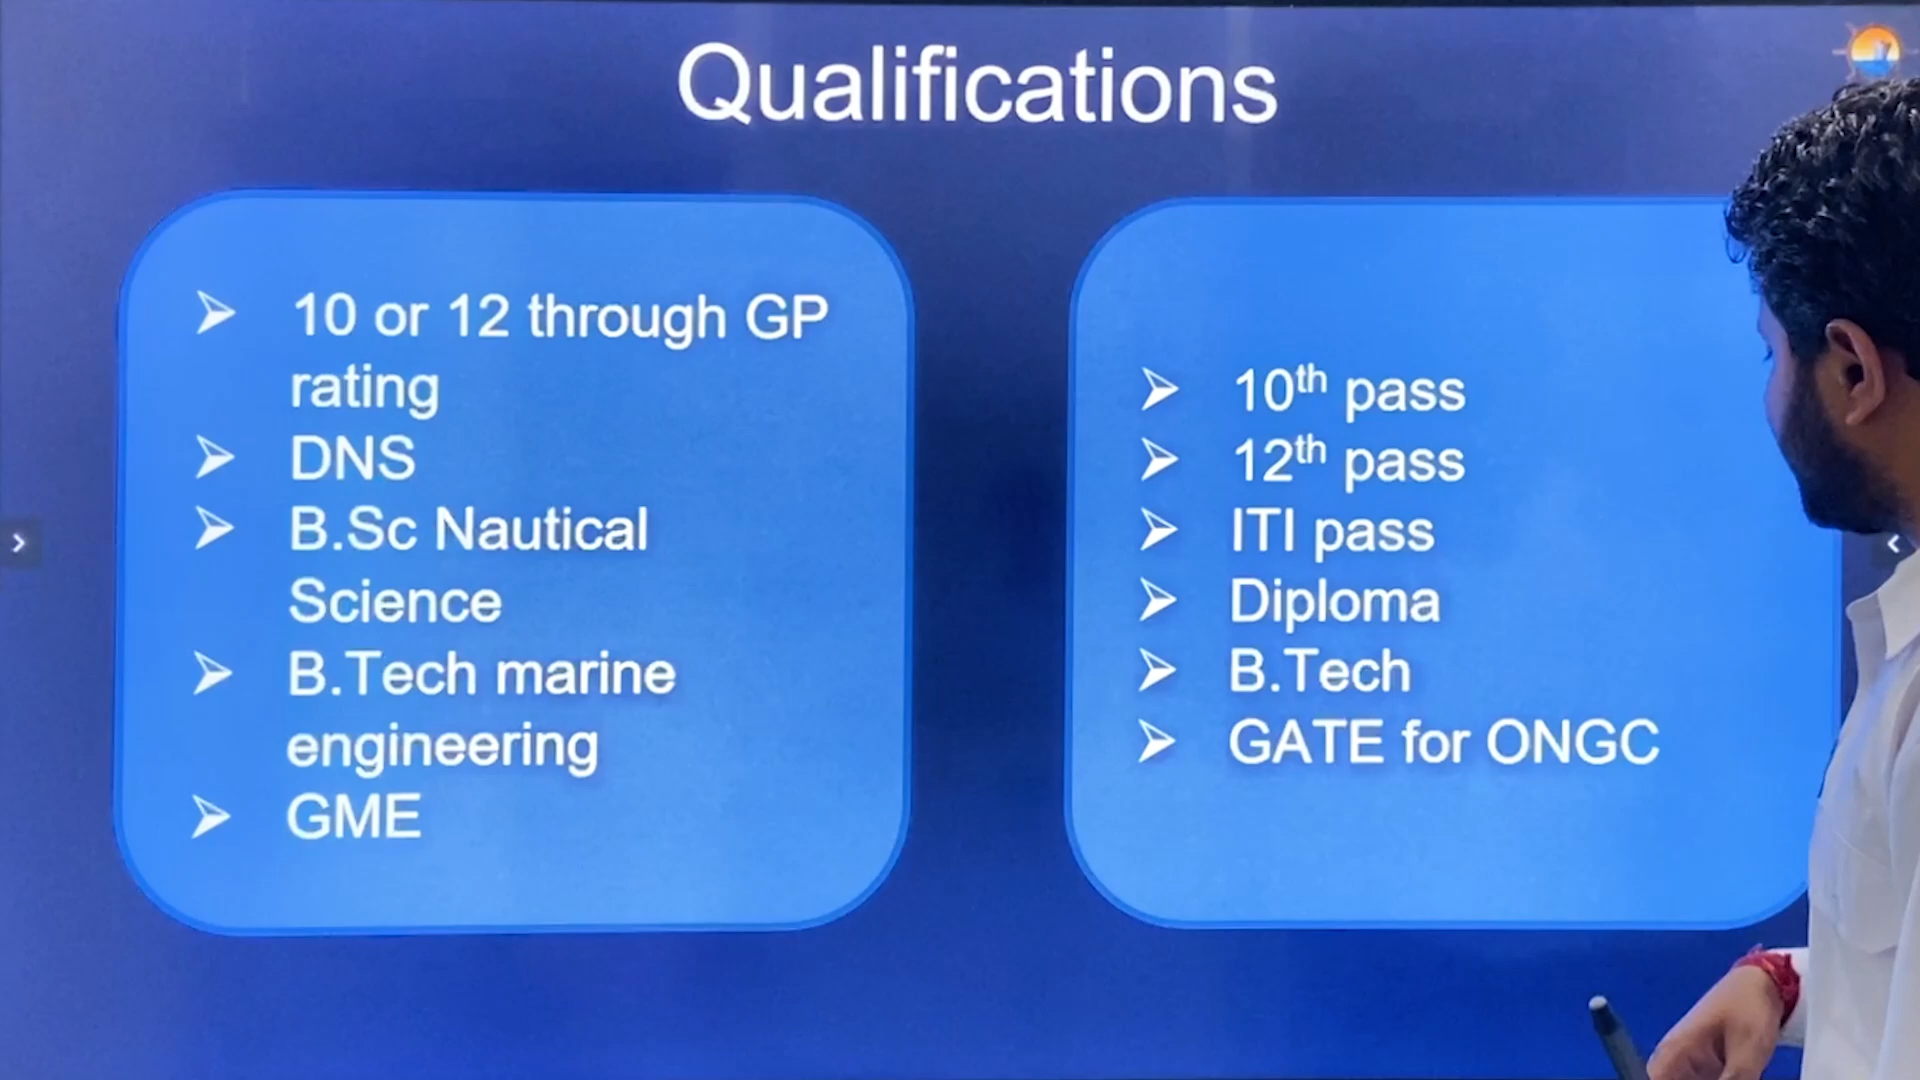 Qualifications
10 or 12 through GP
rating
DNS
B.Sc Nautical
Science
B.Tech marine
engineering
GME
10th pass
12th pass
ITI pass
Diploma
B.Tech
GATE for ONGC